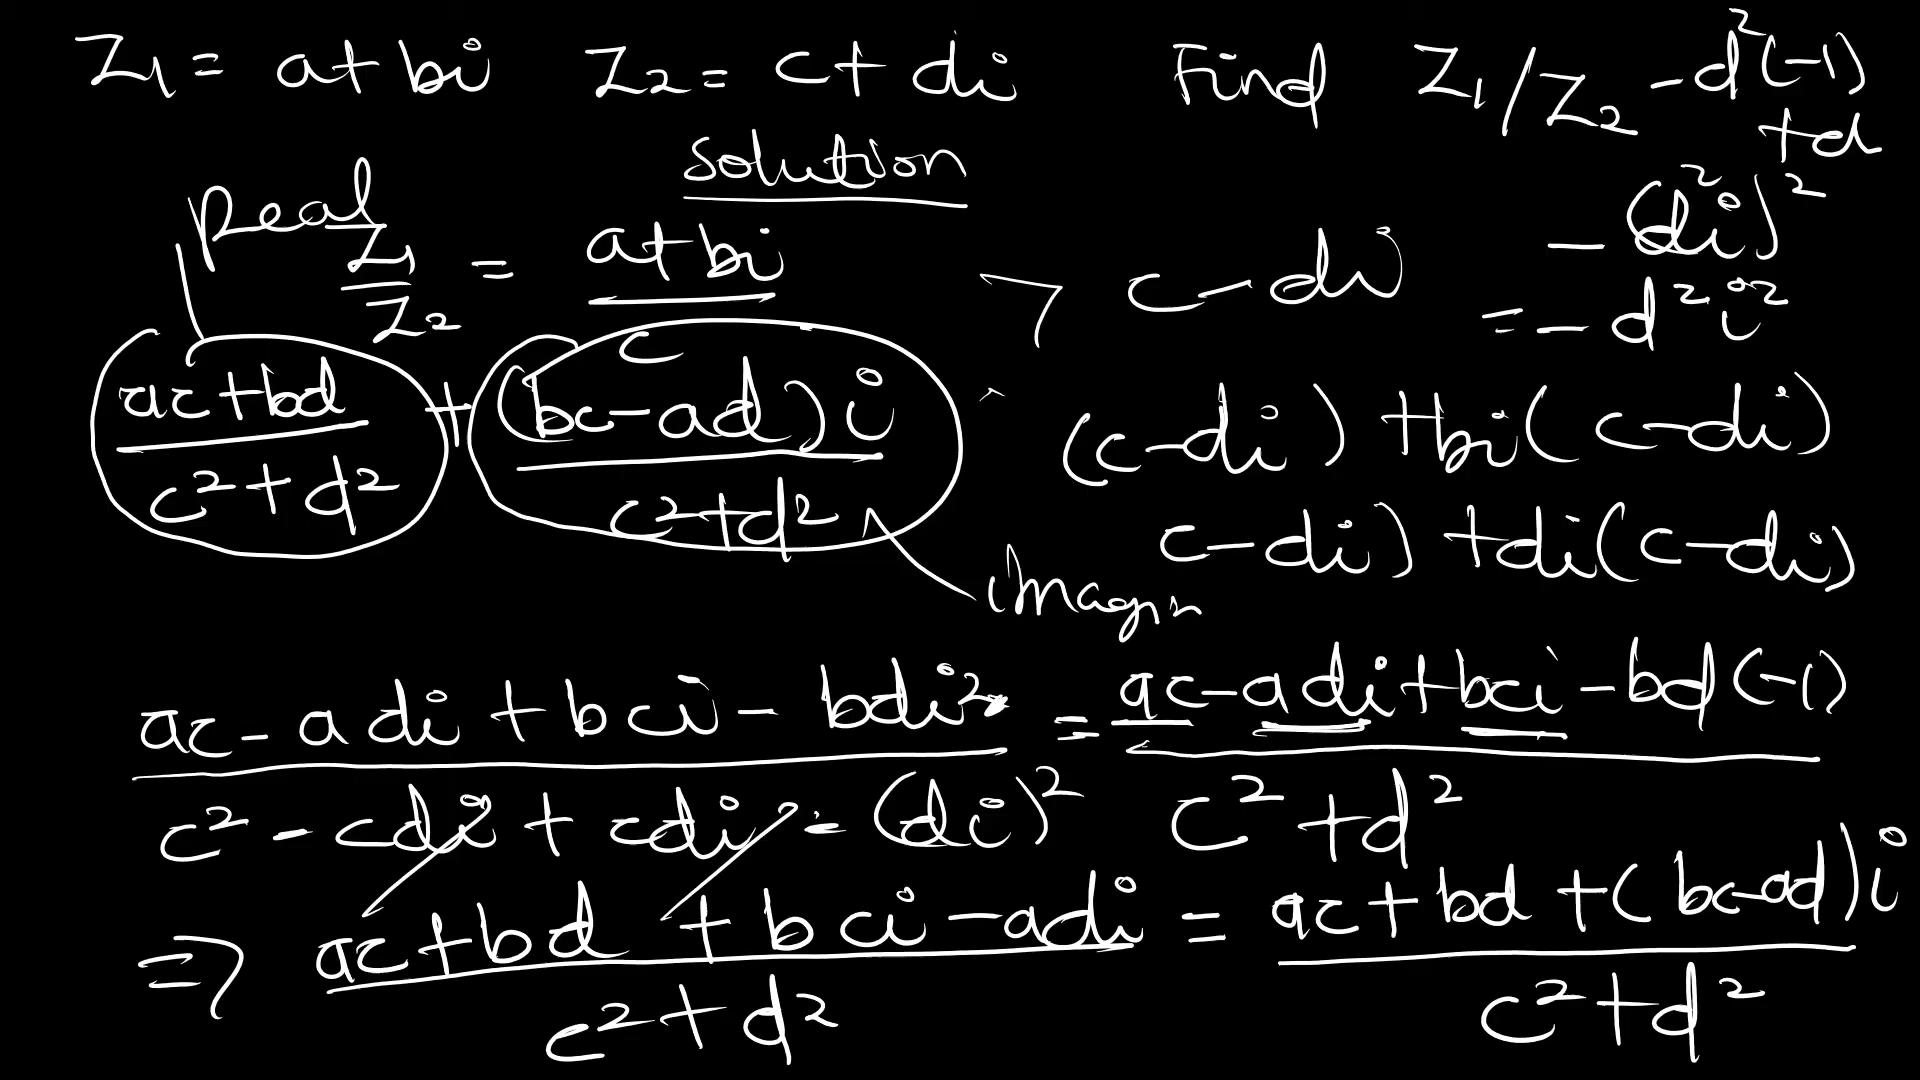 Z₁ = a+bi   Z₂ = c+di   Find Z₁/Z₂
-d²(-1)
+d
solution
Real
Z₁/Z₂ = a+bi
c
c-di
-(d²i)²
= -d²i²
(ac+bd)/(c²+d²) + (bc-ad)i/(c²+d²)
imagin
(c-di) +bi(c-di)
c-di) +di(c-di)
(ac-adi+bci-bdi²)/(c²-cdi+cdi-(di)²) = (ac-adi+bci-bd(-1))/(c²+d²)
=> (ac+bd+bci-adi)/(c²+d²) = (ac+bd+(bc-ad)i)/(c²+d²)